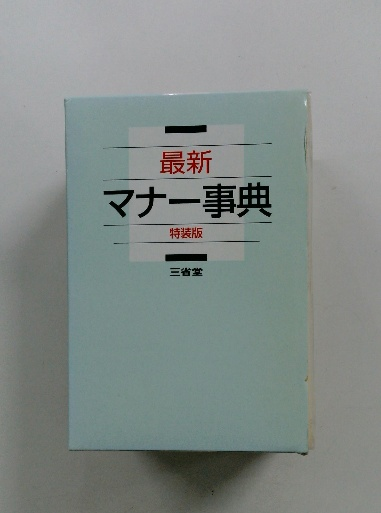 最新
マナー事典
特装版
三省堂